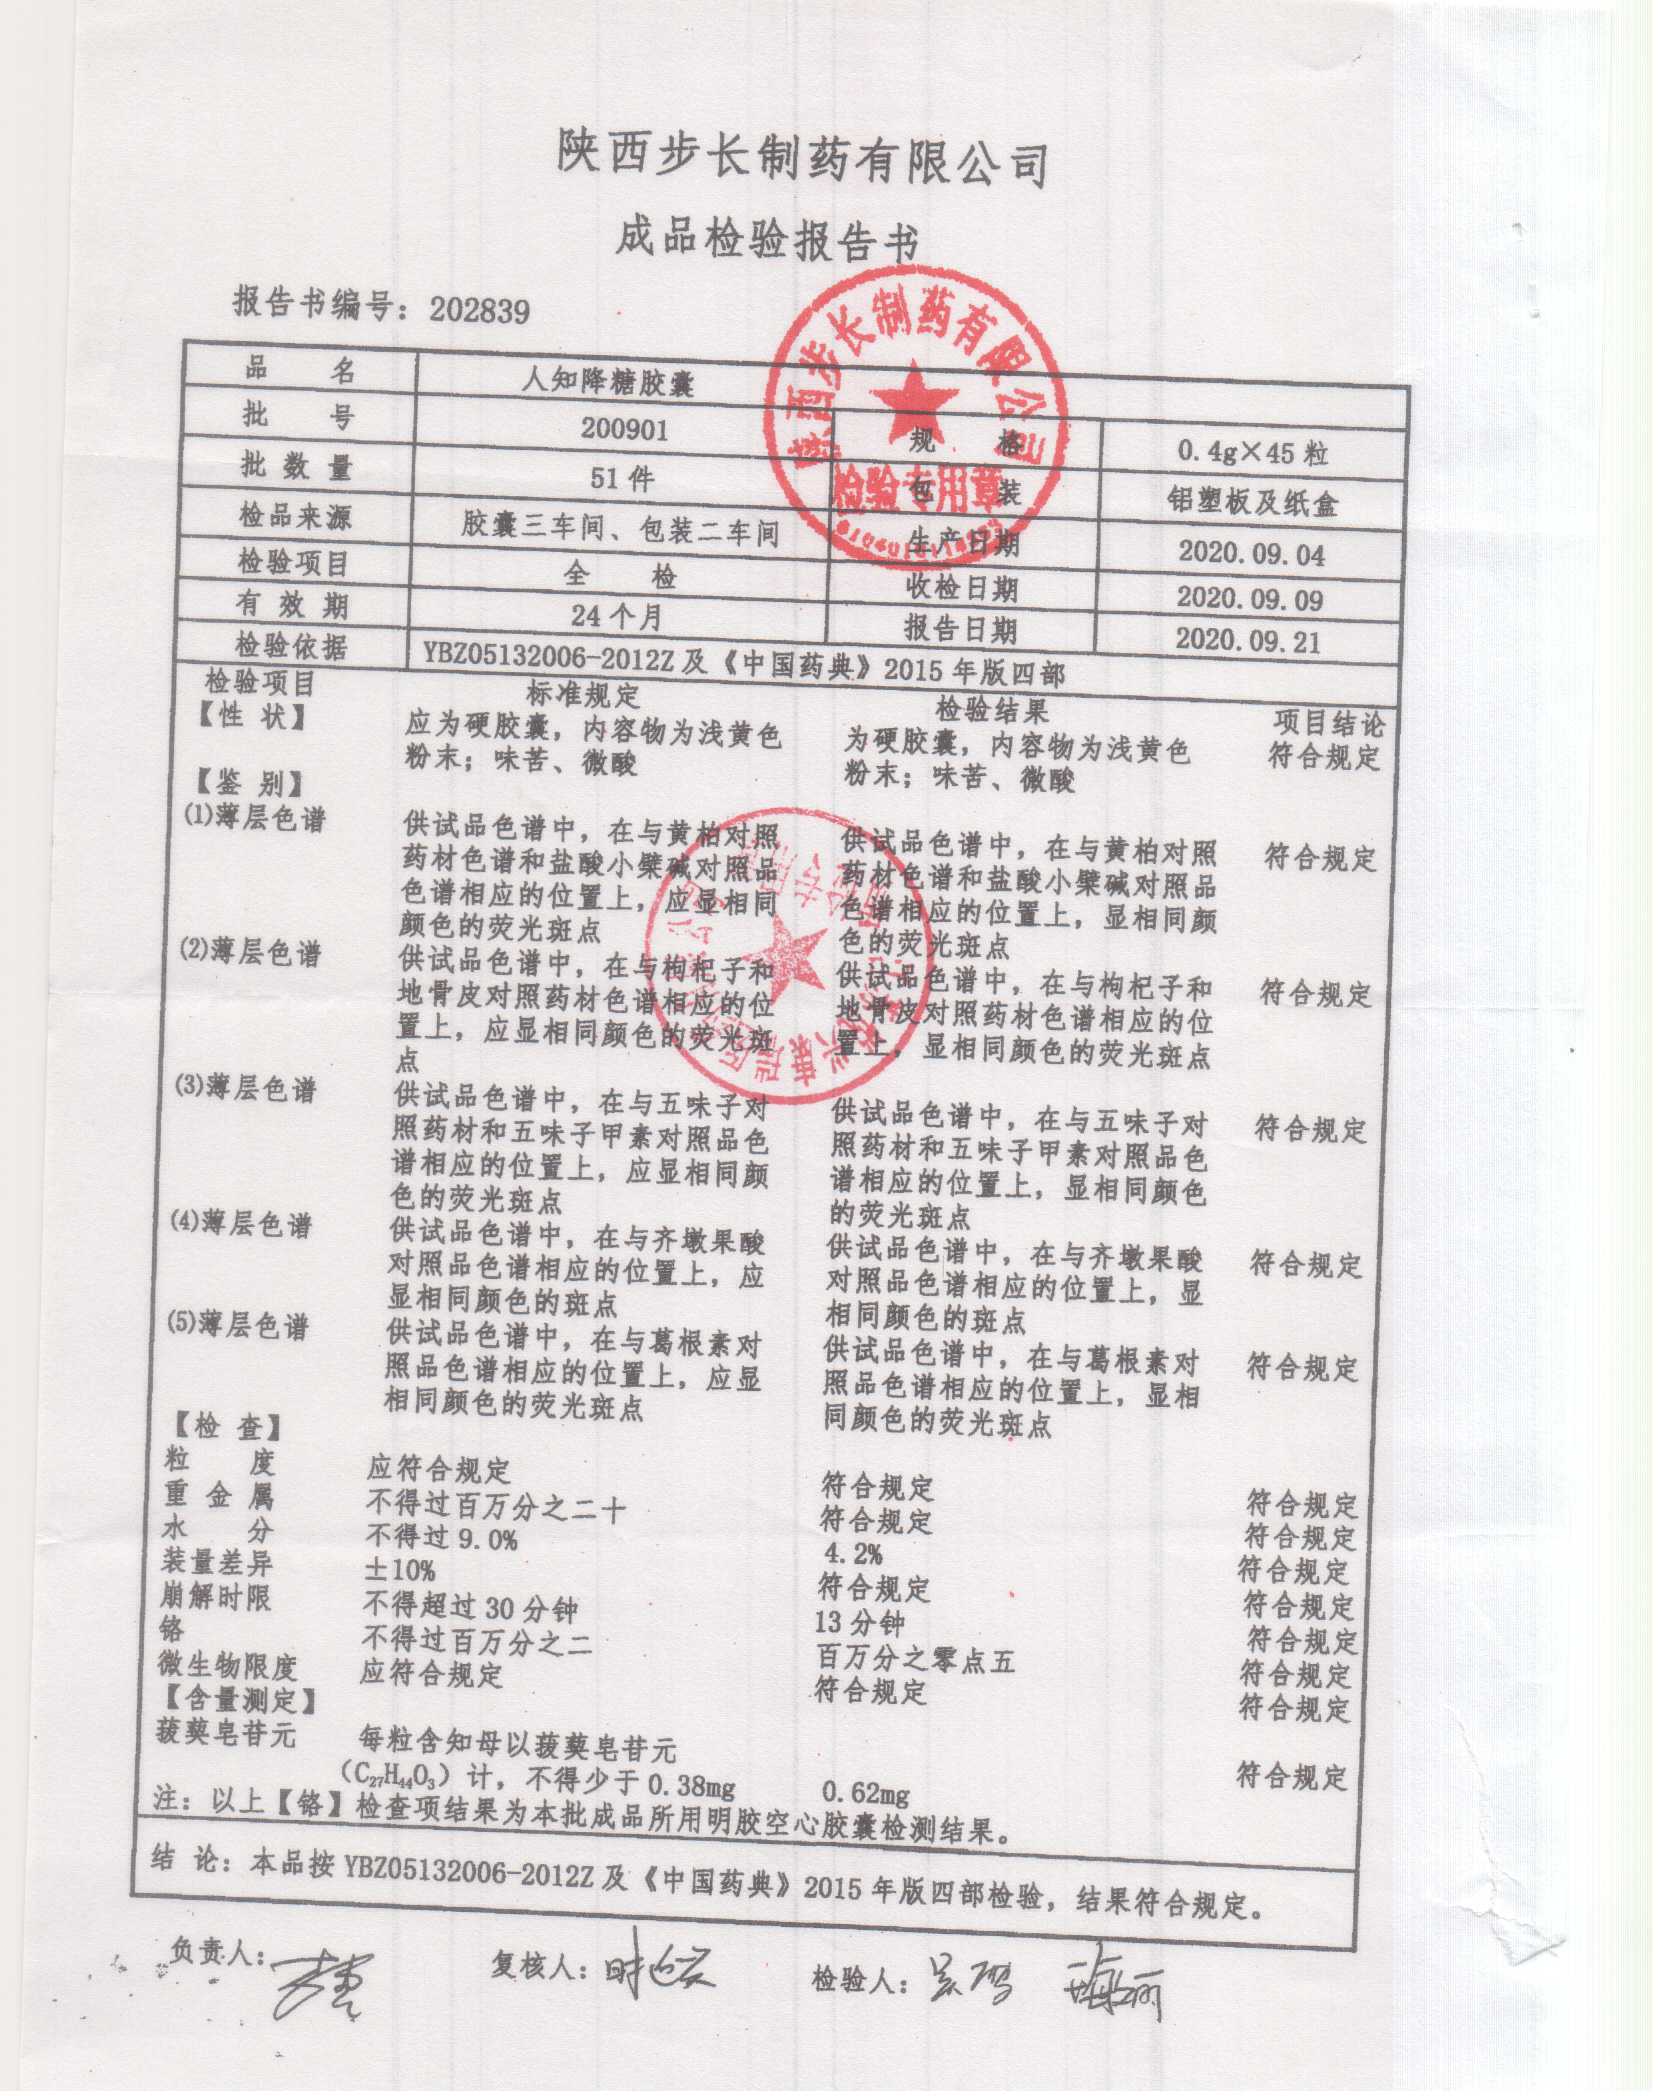 陕西步长制药有限公司
成品检验报告书
报告书编号：202839
品 名 人知降糖胶囊
批 号 200901 规 格 0.4g×45粒
批 数 量 51件 包 装 铝塑板及纸盒
检品来源 胶囊三车间、包装二车间 生产日期 2020.09.04
检验项目 全 检 收检日期 2020.09.09
有 效 期 24个月 报告日期 2020.09.21
检验依据 YBZ05132006-2012Z及《中国药典》2015年版四部
陕西步长制药有限公司
检验专用章
检验项目 标准规定 检验结果 项目结论
【性 状】 应为硬胶囊，内容物为浅黄色 为硬胶囊，内容物为浅黄色 符合规定
粉末；味苦、微酸 粉末；味苦、微酸
【鉴 别】
⑴薄层色谱 供试品色谱中，在与黄柏对照 供试品色谱中，在与黄柏对照 符合规定
药材色谱和盐酸小檗碱对照品 药材色谱和盐酸小檗碱对照品
色谱相应的位置上，应显相同 色谱相应的位置上，显相同颜
颜色的荧光斑点 色的荧光斑点
⑵薄层色谱 供试品色谱中，在与枸杞子和 供试品色谱中，在与枸杞子和 符合规定
地骨皮对照药材色谱相应的位 地骨皮对照药材色谱相应的位
置上，应显相同颜色的荧光斑 置上，显相同颜色的荧光斑点
点
⑶薄层色谱 供试品色谱中，在与五味子对 供试品色谱中，在与五味子对 符合规定
照药材和五味子甲素对照品色 照药材和五味子甲素对照品色
谱相应的位置上，应显相同颜 谱相应的位置上，显相同颜色
色的荧光斑点 的荧光斑点
⑷薄层色谱 供试品色谱中，在与齐墩果酸 供试品色谱中，在与齐墩果酸 符合规定
对照品色谱相应的位置上，应 对照品色谱相应的位置上，显
显相同颜色的斑点 相同颜色的斑点
⑸薄层色谱 供试品色谱中，在与葛根素对 供试品色谱中，在与葛根素对 符合规定
照品色谱相应的位置上，应显 照品色谱相应的位置上，显相
相同颜色的荧光斑点 同颜色的荧光斑点
【检 查】
粒 度 应符合规定 符合规定 符合规定
重 金 属 不得过百万分之二十 符合规定 符合规定
水 分 不得过9.0% 4.2% 符合规定
装量差异 ±10% 符合规定 符合规定
崩解时限 不得超过30分钟 13分钟 符合规定
铬 不得过百万分之二 百万分之零点五 符合规定
微生物限度 应符合规定 符合规定 符合规定
【含量测定】
菝葜皂苷元 每粒含知母以菝葜皂苷元
（C₂₇H₄₄O₃）计，不得少于0.38mg 0.62mg 符合规定
注：以上【铬】检查项结果为本批成品所用明胶空心胶囊检测结果。
结 论：本品按YBZ05132006-2012Z及《中国药典》2015年版四部检验，结果符合规定。
负责人： 复核人： 检验人：